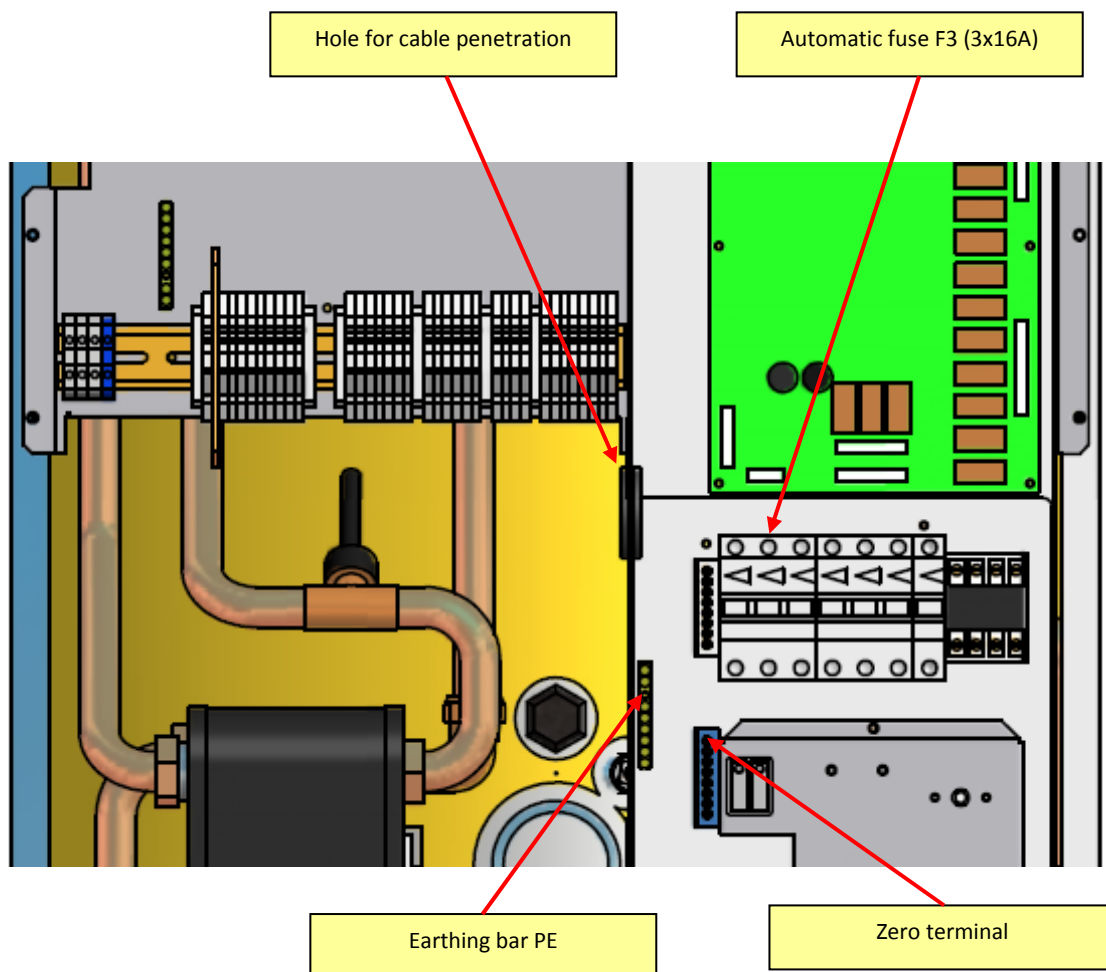 Hole for cable penetration
Automatic fuse F3 (3x16A)
Earthing bar PE
Zero terminal